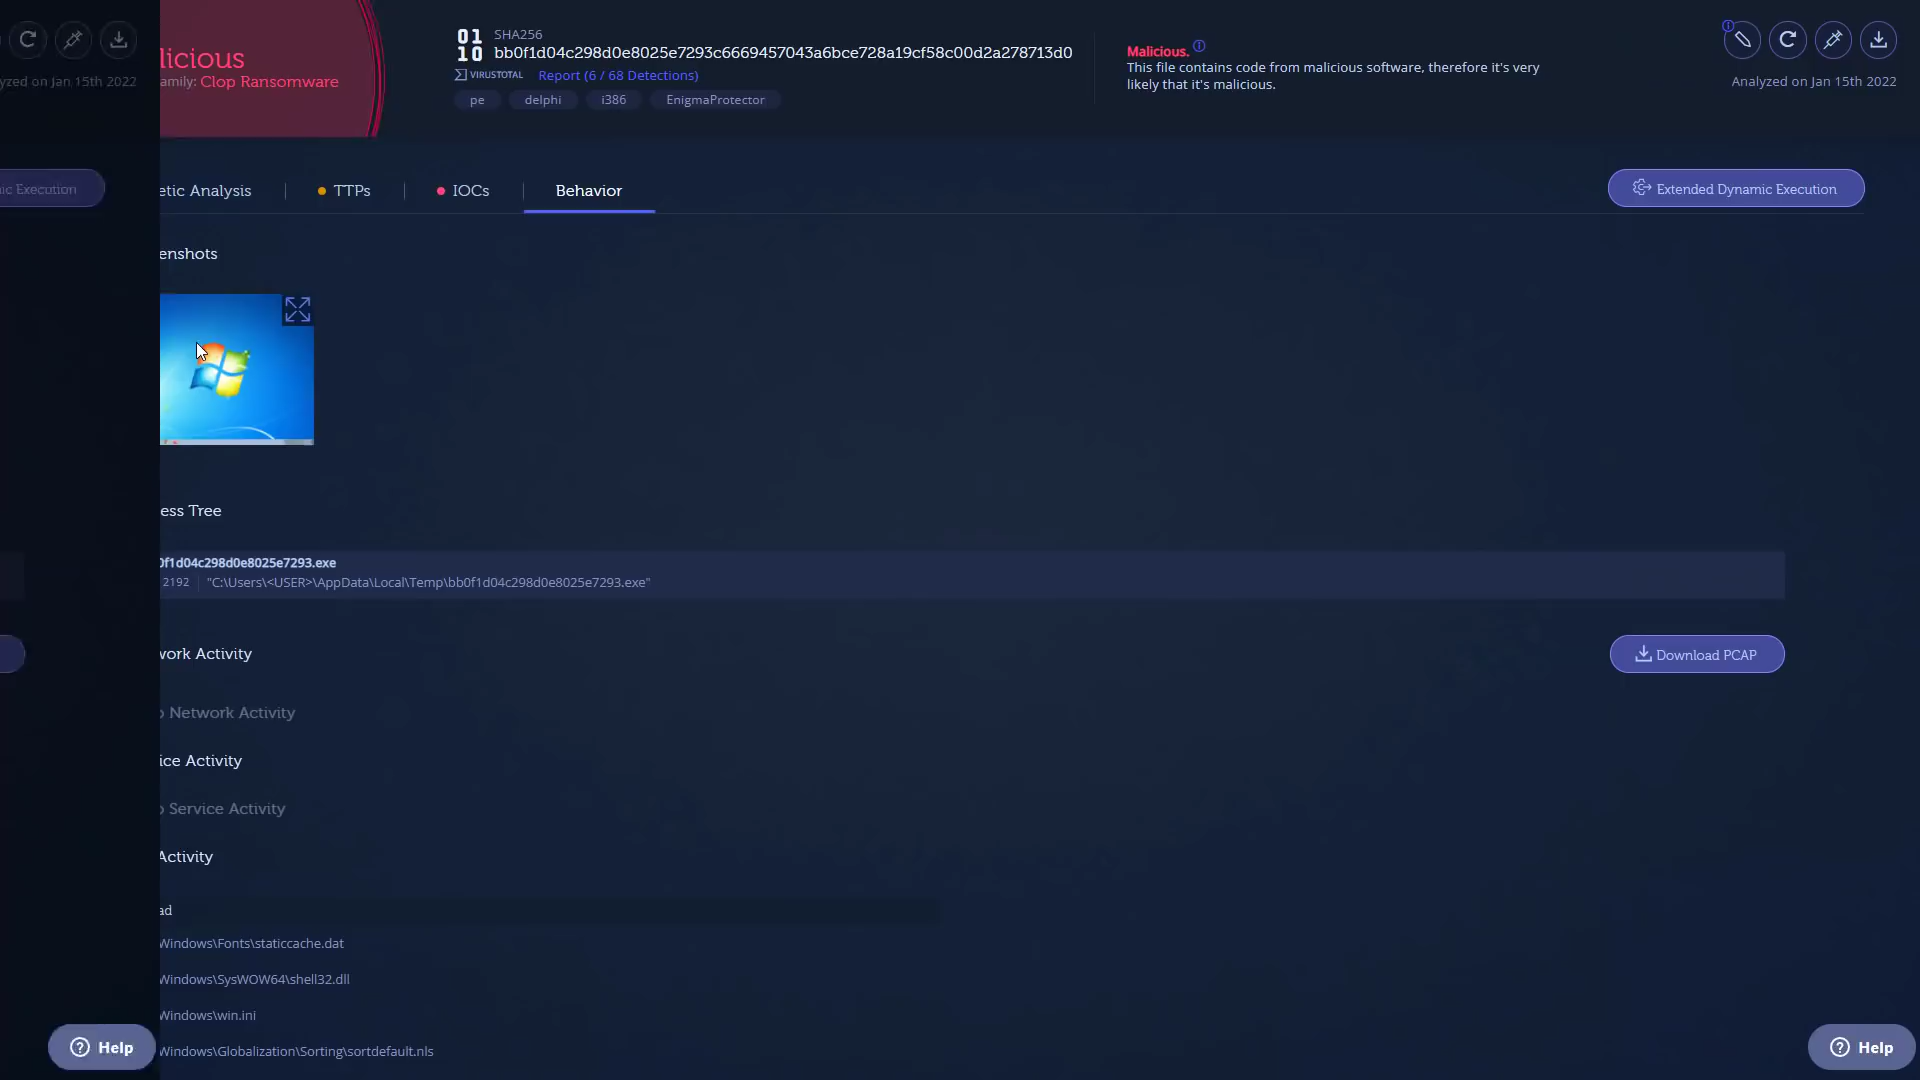 licious
amily: Clop Ransomware
yzed on Jan 15th 2022
01
10
SHA256
bb0f1d04c298d0e8025e7293c6669457043a6bce728a19cf58c00d2a278713d0
VIRUSTOTAL Report (6 / 68 Detections)
pe delphi i386 EnigmaProtector
Malicious.
This file contains code from malicious software, therefore it's very
likely that it's malicious.
Analyzed on Jan 15th 2022
ic Execution
etic Analysis | TTPs | IOCs | Behavior
Extended Dynamic Execution
enshots
ess Tree
0f1d04c298d0e8025e7293.exe
2192 | "C:\Users\<USER>\AppData\Local\Temp\bb0f1d04c298d0e8025e7293.exe"
work Activity
Download PCAP
o Network Activity
ice Activity
o Service Activity
Activity
ad
Windows\Fonts\staticcache.dat
Windows\SysWOW64\shell32.dll
Windows\win.ini
Windows\Globalization\Sorting\sortdefault.nls
Help
Help